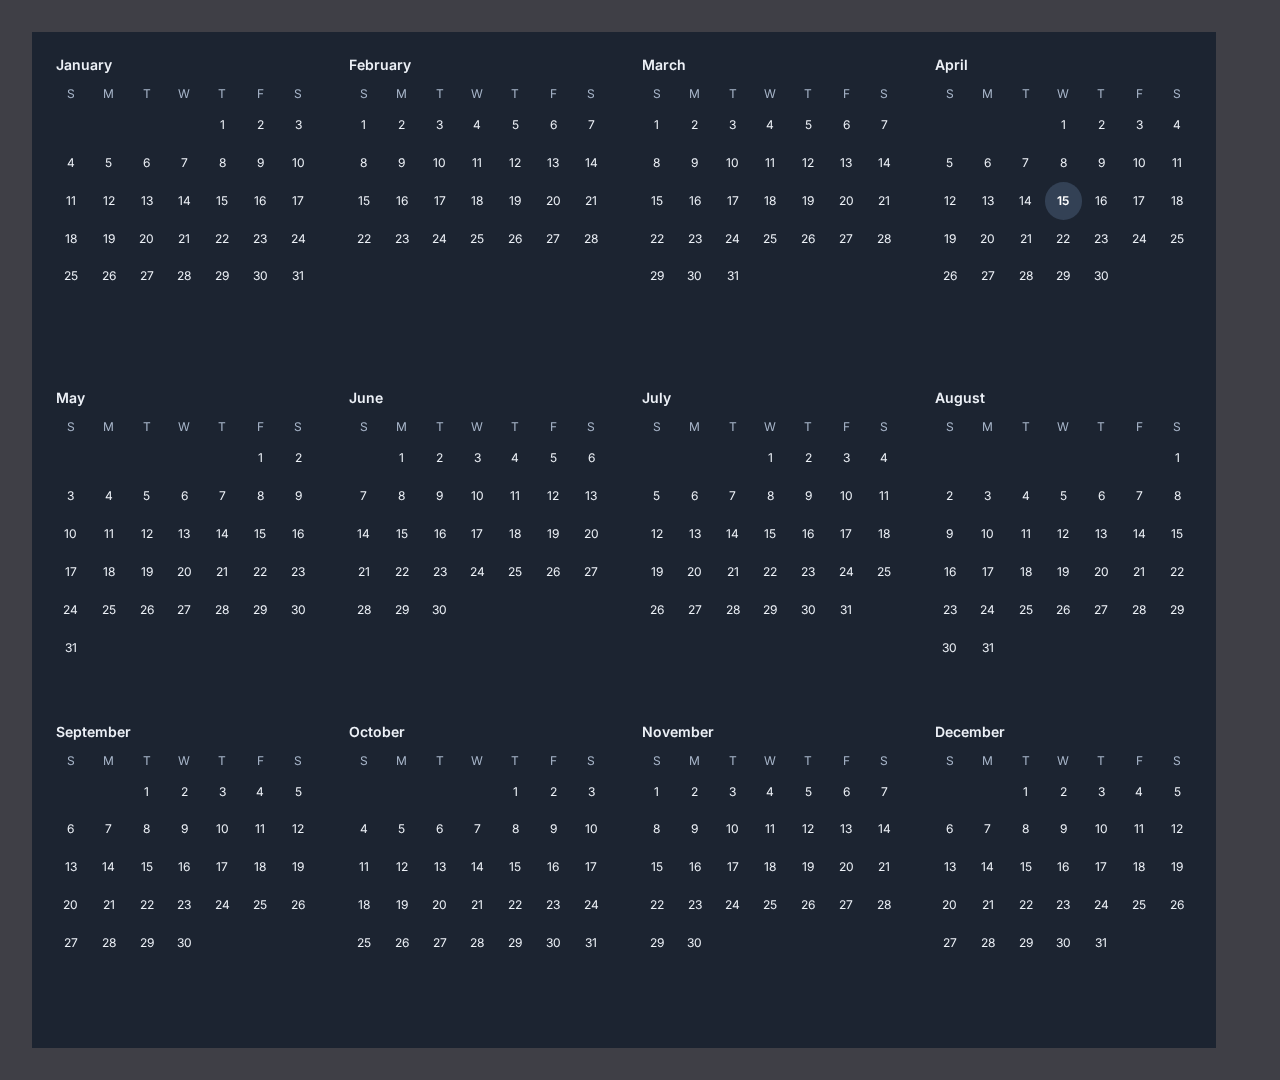 January
S M T W T F S
1 2 3
4 5 6 7 8 9 10
11 12 13 14 15 16 17
18 19 20 21 22 23 24
25 26 27 28 29 30 31
February
S M T W T F S
1 2 3 4 5 6 7
8 9 10 11 12 13 14
15 16 17 18 19 20 21
22 23 24 25 26 27 28
March
S M T W T F S
1 2 3 4 5 6 7
8 9 10 11 12 13 14
15 16 17 18 19 20 21
22 23 24 25 26 27 28
29 30 31
April
S M T W T F S
1 2 3 4
5 6 7 8 9 10 11
12 13 14 15 16 17 18
19 20 21 22 23 24 25
26 27 28 29 30
May
S M T W T F S
1 2
3 4 5 6 7 8 9
10 11 12 13 14 15 16
17 18 19 20 21 22 23
24 25 26 27 28 29 30
31
June
S M T W T F S
1 2 3 4 5 6
7 8 9 10 11 12 13
14 15 16 17 18 19 20
21 22 23 24 25 26 27
28 29 30
July
S M T W T F S
1 2 3 4
5 6 7 8 9 10 11
12 13 14 15 16 17 18
19 20 21 22 23 24 25
26 27 28 29 30 31
August
S M T W T F S
1
2 3 4 5 6 7 8
9 10 11 12 13 14 15
16 17 18 19 20 21 22
23 24 25 26 27 28 29
30 31
September
S M T W T F S
1 2 3 4 5
6 7 8 9 10 11 12
13 14 15 16 17 18 19
20 21 22 23 24 25 26
27 28 29 30
October
S M T W T F S
1 2 3
4 5 6 7 8 9 10
11 12 13 14 15 16 17
18 19 20 21 22 23 24
25 26 27 28 29 30 31
November
S M T W T F S
1 2 3 4 5 6 7
8 9 10 11 12 13 14
15 16 17 18 19 20 21
22 23 24 25 26 27 28
29 30
December
S M T W T F S
1 2 3 4 5
6 7 8 9 10 11 12
13 14 15 16 17 18 19
20 21 22 23 24 25 26
27 28 29 30 31